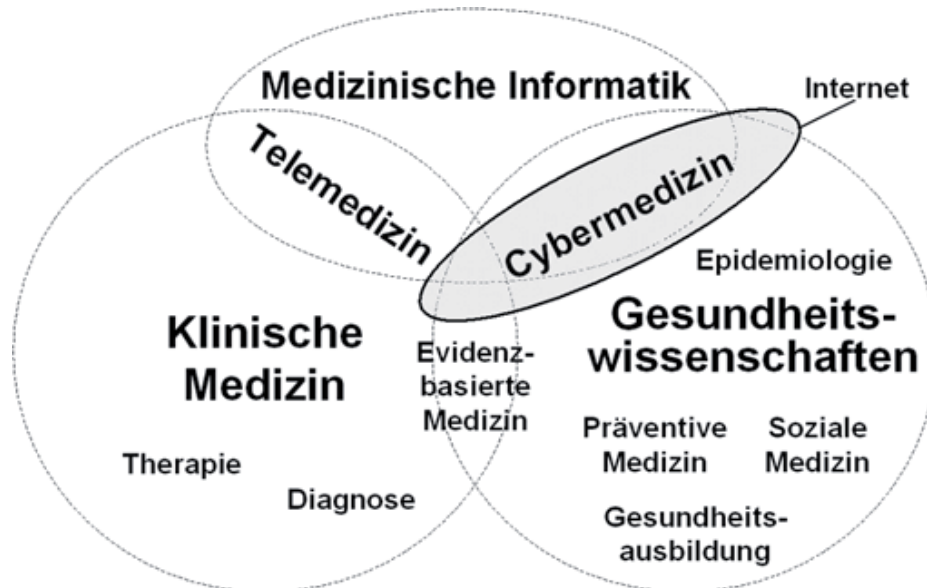 Medizinische Informatik
Internet
Telemedizin
Cybermedizin
Epidemiologie
Klinische
Medizin
Gesundheits-
wissenschaften
Evidenz-
basierte
Medizin
Präventive
Medizin
Soziale
Medizin
Therapie
Diagnose
Gesundheits-
ausbildung